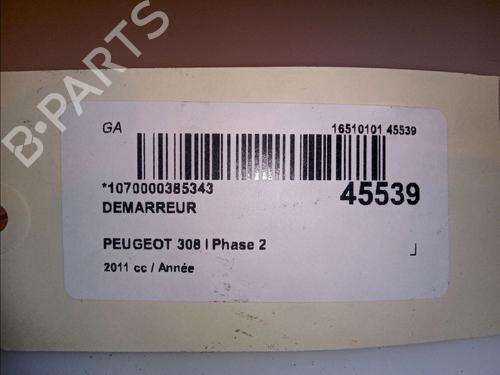 B-PARTS
GA
16510101 45539
*1070000385343
45539
DEMARREUR
PEUGEOT 308 I Phase 2
2011 cc / Année